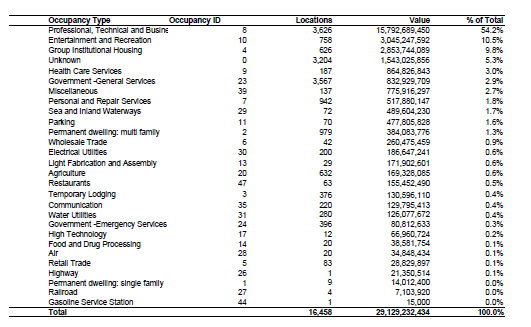 Occupancy Type Occupancy ID Locations Value % of Total
Professional, Technical and Busine 8 3,626 15,792,689,450 54.2%
Entertainment and Recreation 10 758 3,045,247,592 10.5%
Group Institutional Housing 4 626 2,853,744,089 9.8%
Unknown 0 3,204 1,543,025,856 5.3%
Health Care Services 9 187 864,826,843 3.0%
Government -General Services 23 3,567 832,929,709 2.9%
Miscellaneous 39 137 775,916,297 2.7%
Personal and Repair Services 7 942 517,880,147 1.8%
Sea and Inland Waterways 29 72 489,604,230 1.7%
Parking 11 70 477,805,828 1.6%
Permanent dwelling: multi family 2 979 384,083,776 1.3%
Wholesale Trade 6 42 260,475,459 0.9%
Electrical Utilities 30 200 186,647,241 0.6%
Light Fabrication and Assembly 13 29 171,902,601 0.6%
Agriculture 20 632 169,328,085 0.6%
Restaurants 47 63 155,452,490 0.5%
Temporary Lodging 3 376 130,596,110 0.4%
Communication 35 220 129,795,413 0.4%
Water Utilities 31 280 126,077,672 0.4%
Government -Emergency Services 24 396 80,812,633 0.3%
High Technology 17 12 66,960,724 0.2%
Food and Drug Processing 14 20 38,581,754 0.1%
Air 28 20 34,848,434 0.1%
Retail Trade 5 83 28,829,897 0.1%
Highway 26 1 21,350,514 0.1%
Permanent dwelling: single family 1 9 14,012,400 0.0%
Railroad 27 4 7,103,920 0.0%
Gasoline Service Station 44 1 15,000 0.0%
Total 16,458 29,129,232,434 100.0%